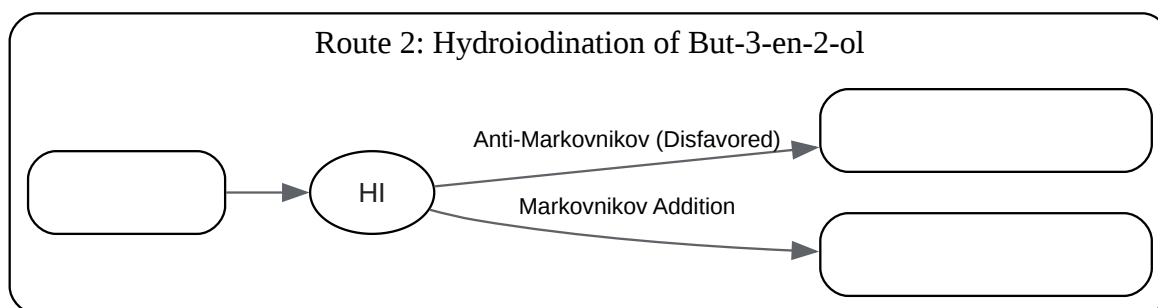 Route 2: Hydroiodination of But-3-en-2-ol
Anti-Markovnikov (Disfavored)
HI
Markovnikov Addition